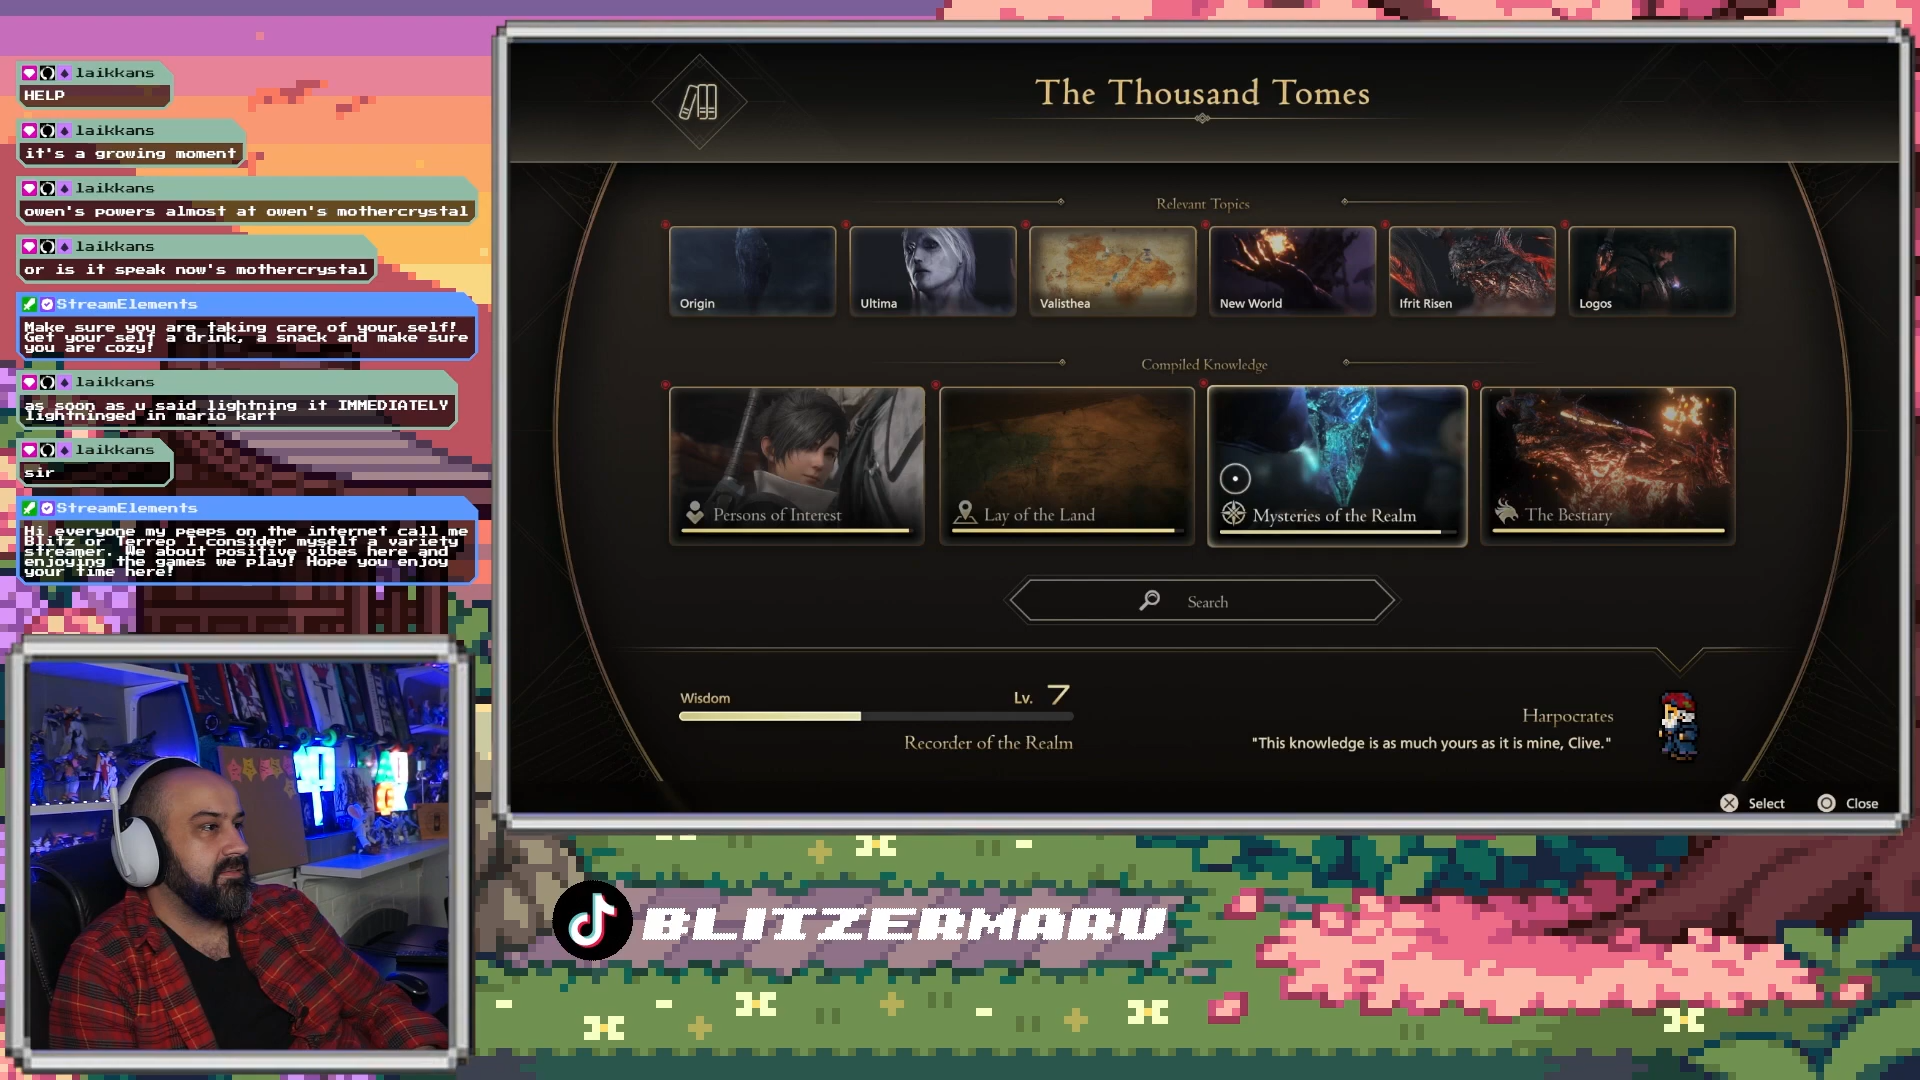 laikkans
HELP
laikkans
it's a growing moment
laikkans
owen's powers almost at owen's mothercrystal
laikkans
or is it speak now's mothercrystal
StreamElements
Make sure you are taking care of your self!
Get your self a drink, a snack and make sure
you are cozy!
laikkans
as soon as u said lightning it IMMEDIATELY
lightninged in mario kart
laikkans
sir
StreamElements
Hi everyone my peeps on the internet call me
Blitz or Terreo I consider myself a variety
streamer. We about positive vibes here and
enjoying the games we play! Hope you enjoy
your time here!
The Thousand Tomes
Relevant Topics
Origin
Ultima
Valisthea
New World
Ifrit Risen
Logos
Compiled Knowledge
Persons of Interest
Lay of the Land
Mysteries of the Realm
The Bestiary
Search
Wisdom
Lv. 7
Recorder of the Realm
Harpocrates
"This knowledge is as much yours as it is mine, Clive."
Select
Close
BLITZERMARU